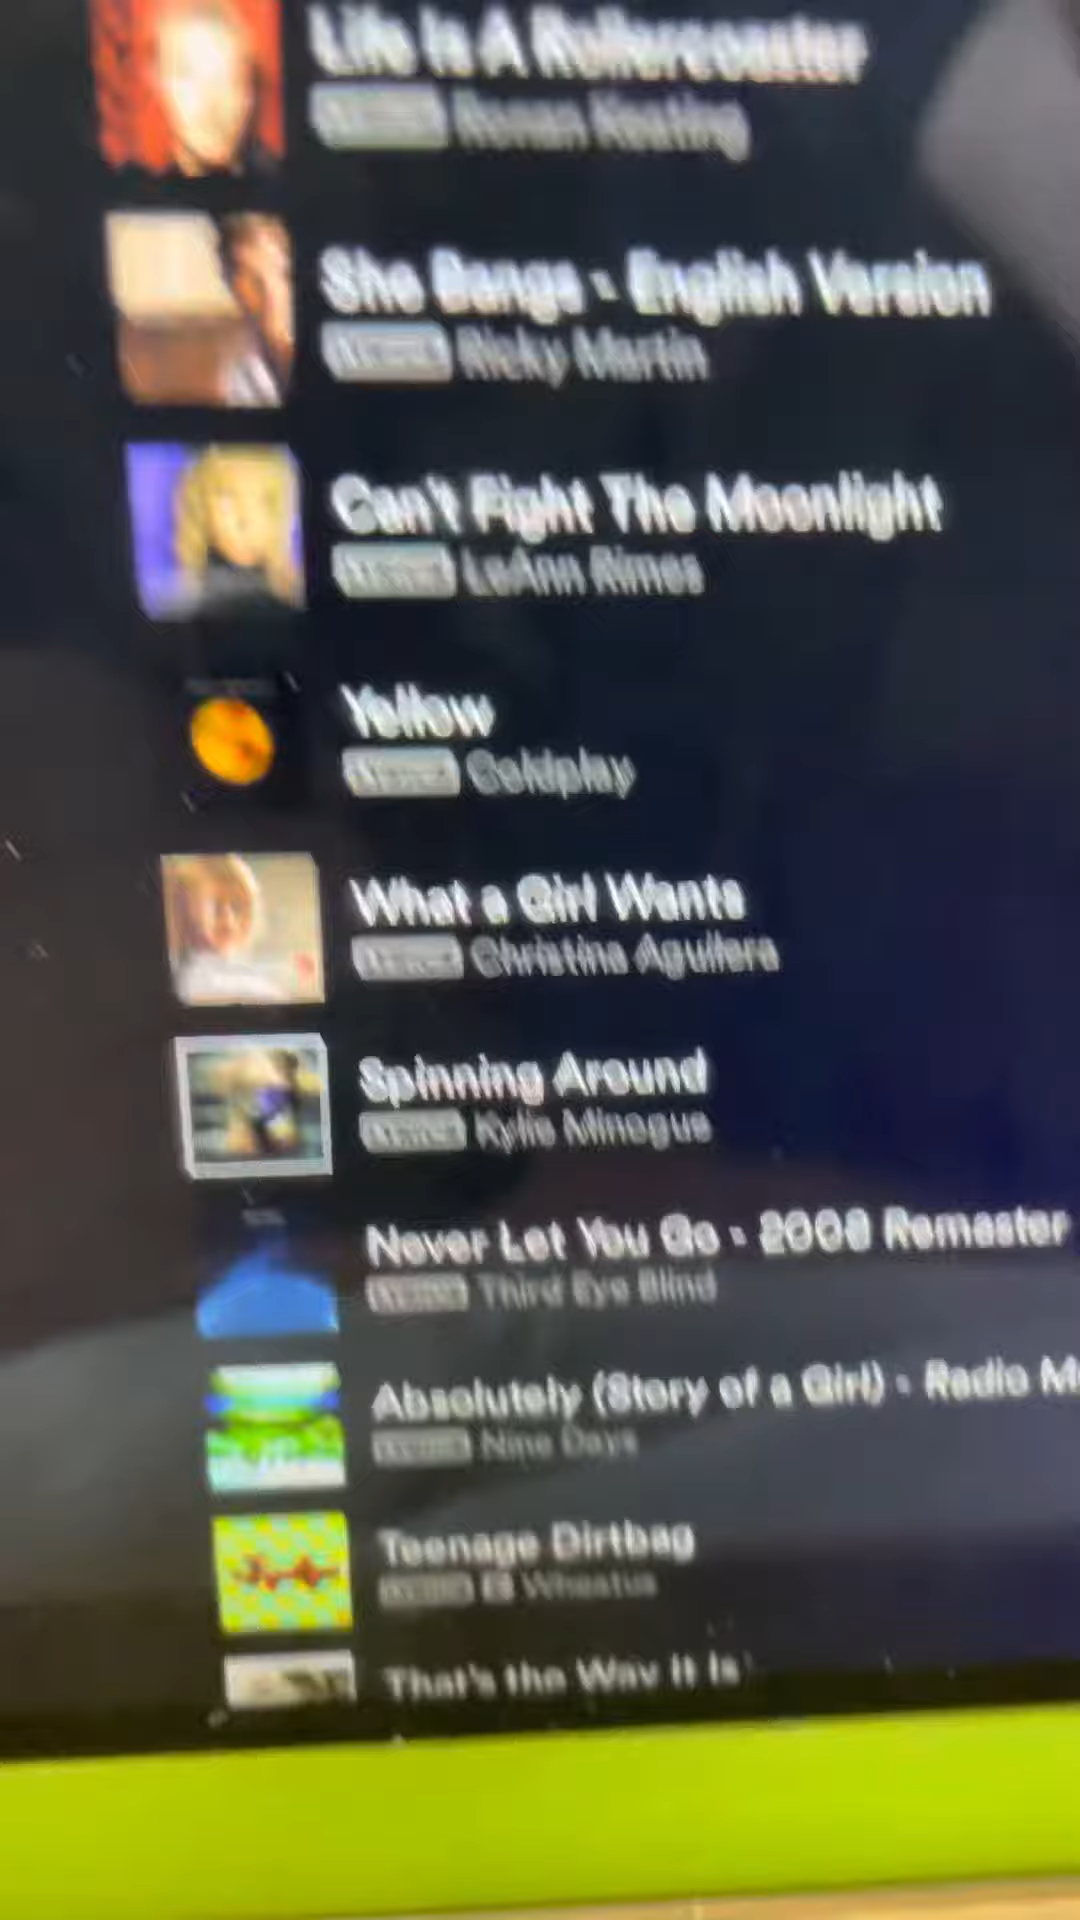 Life Is A Rollercoaster
Ronan Keating
She Bangs - English Version
Ricky Martin
Can't Fight The Moonlight
LeAnn Rimes
Yellow
Coldplay
What a Girl Wants
Christina Aguilera
Spinning Around
Kylie Minogue
Never Let You Go - 2008 Remaster
Third Eye Blind
Absolutely (Story of a Girl) - Radio
Nine Days
Teenage Dirtbag
E Wheatus
That's the Way It Is